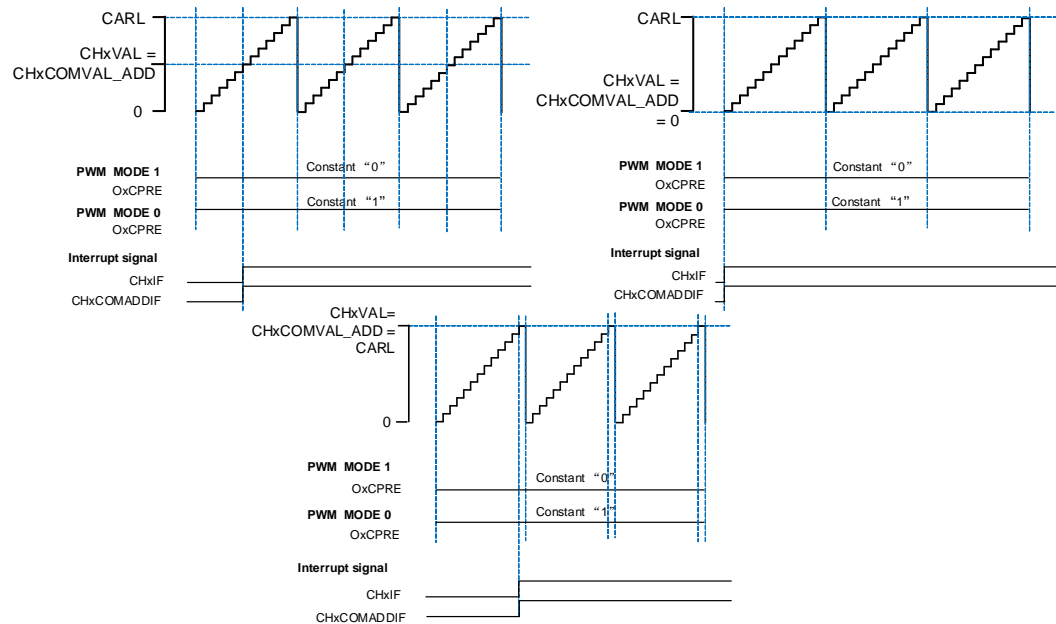 CARL
CHxVAL =
CHxCOMVAL_ADD
0
PWM MODE 1
OxCPRE
Constant “0”
PWM MODE 0
OxCPRE
Constant “1”
Interrupt signal
CHxIF
CHxCOMADDIF
CARL
CHxVAL =
CHxCOMVAL_ADD
= 0
PWM MODE 1
OxCPRE
Constant “0”
PWM MODE 0
OxCPRE
Constant “1”
Interrupt signal
CHxIF
CHxCOMADDIF
CHxVAL=
CHxCOMVAL_ADD =
CARL
0
PWM MODE 1
OxCPRE
Constant “0”
PWM MODE 0
OxCPRE
Constant “1”
Interrupt signal
CHxIF
CHxCOMADDIF